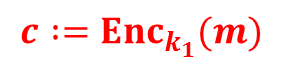 c := Enc_{k_1}(m)